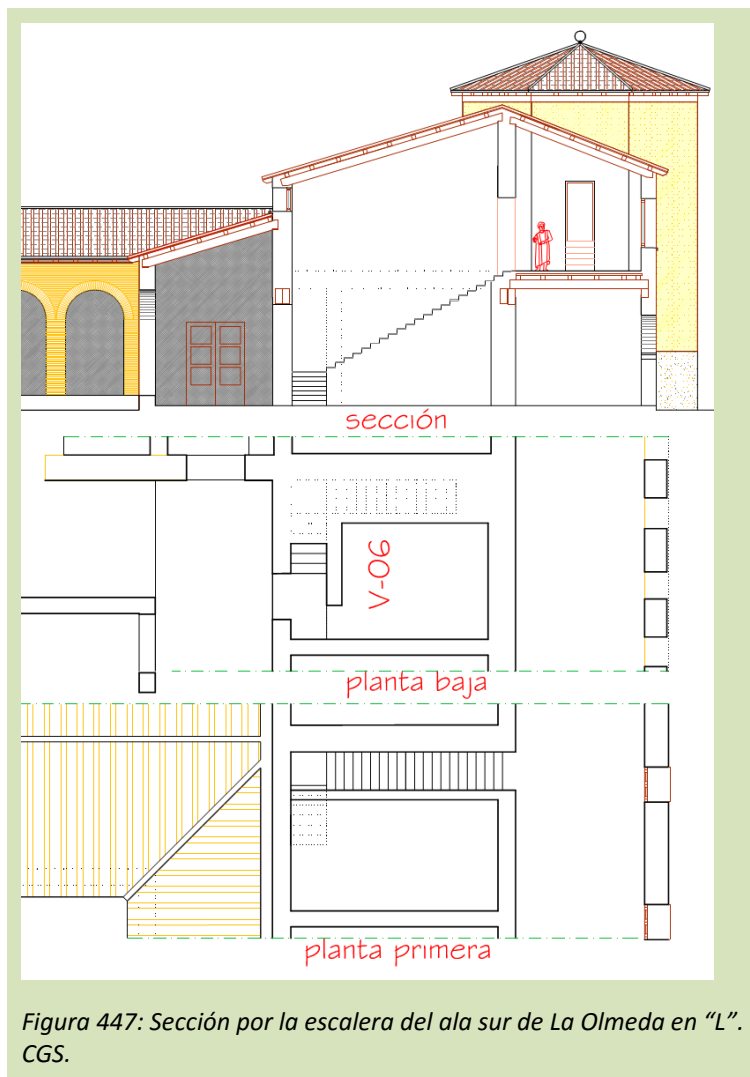 sección
V-06
planta baja
planta primera
Figura 447: Sección por la escalera del ala sur de La Olmeda en “L”.
CGS.